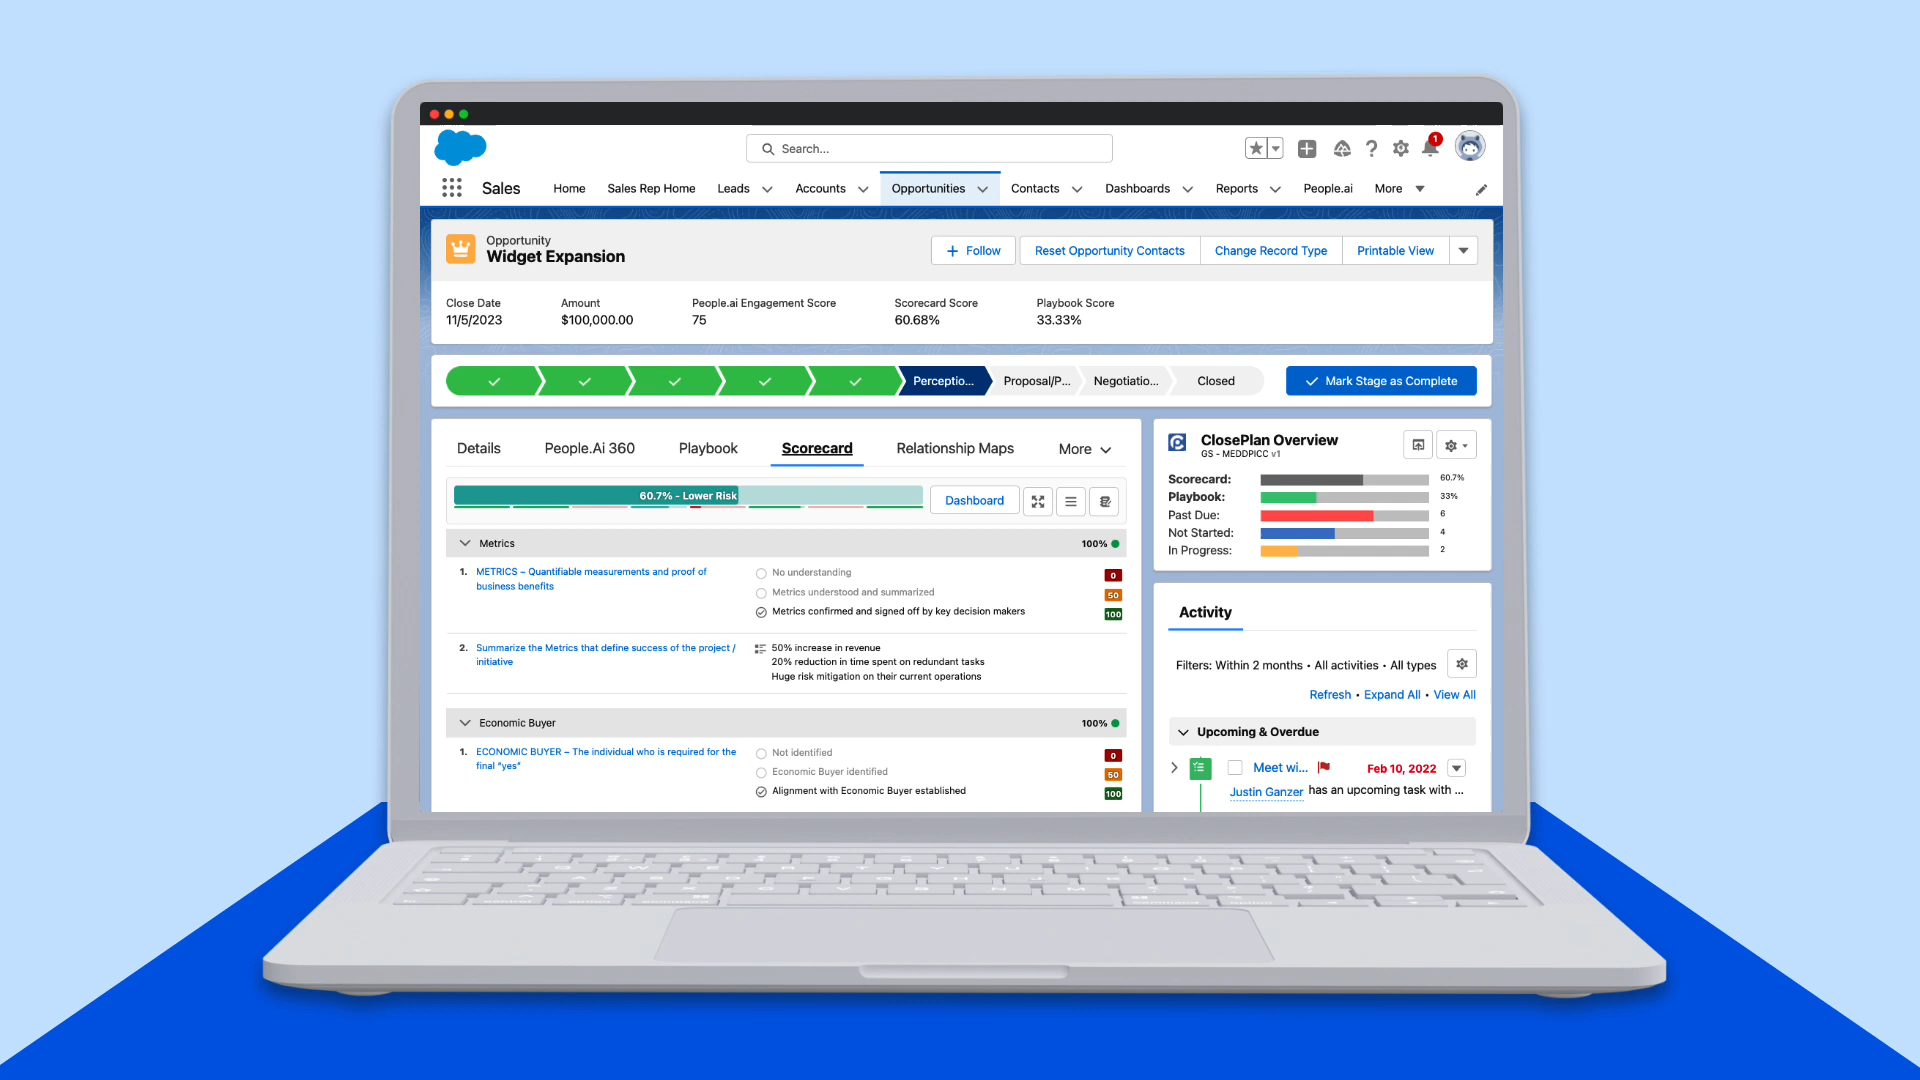 Search...
1
Sales
Home
Sales Rep Home
Leads
Accounts
Opportunities
Contacts
Dashboards
Reports
People.ai
More
Opportunity
Widget Expansion
+ Follow
Reset Opportunity Contacts
Change Record Type
Printable View
Close Date
11/5/2023
Amount
$100,000.00
People.ai Engagement Score
75
Scorecard Score
60.68%
Playbook Score
33.33%
Perceptio...
Proposal/P...
Negotiatio...
Closed
Mark Stage as Complete
Details
People.Ai 360
Playbook
Scorecard
Relationship Maps
More
60.7% - Lower Risk
Dashboard
Metrics
100%
1. METRICS – Quantifiable measurements and proof of
business benefits
No understanding
0
Metrics understood and summarized
50
Metrics confirmed and signed off by key decision makers
100
2. Summarize the Metrics that define success of the project /
initiative
50% increase in revenue
20% reduction in time spent on redundant tasks
Huge risk mitigation on their current operations
Economic Buyer
100%
1. ECONOMIC BUYER – The individual who is required for the
final “yes”
Not identified
0
Economic Buyer identified
50
Alignment with Economic Buyer established
100
ClosePlan Overview
GS - MEDDPICC v1
Scorecard: 60.7%
Playbook: 33%
Past Due: 6
Not Started: 4
In Progress: 2
Activity
Filters: Within 2 months • All activities • All types
Refresh • Expand All • View All
Upcoming & Overdue
Meet wi...
Feb 10, 2022
Justin Ganzer has an upcoming task with ...